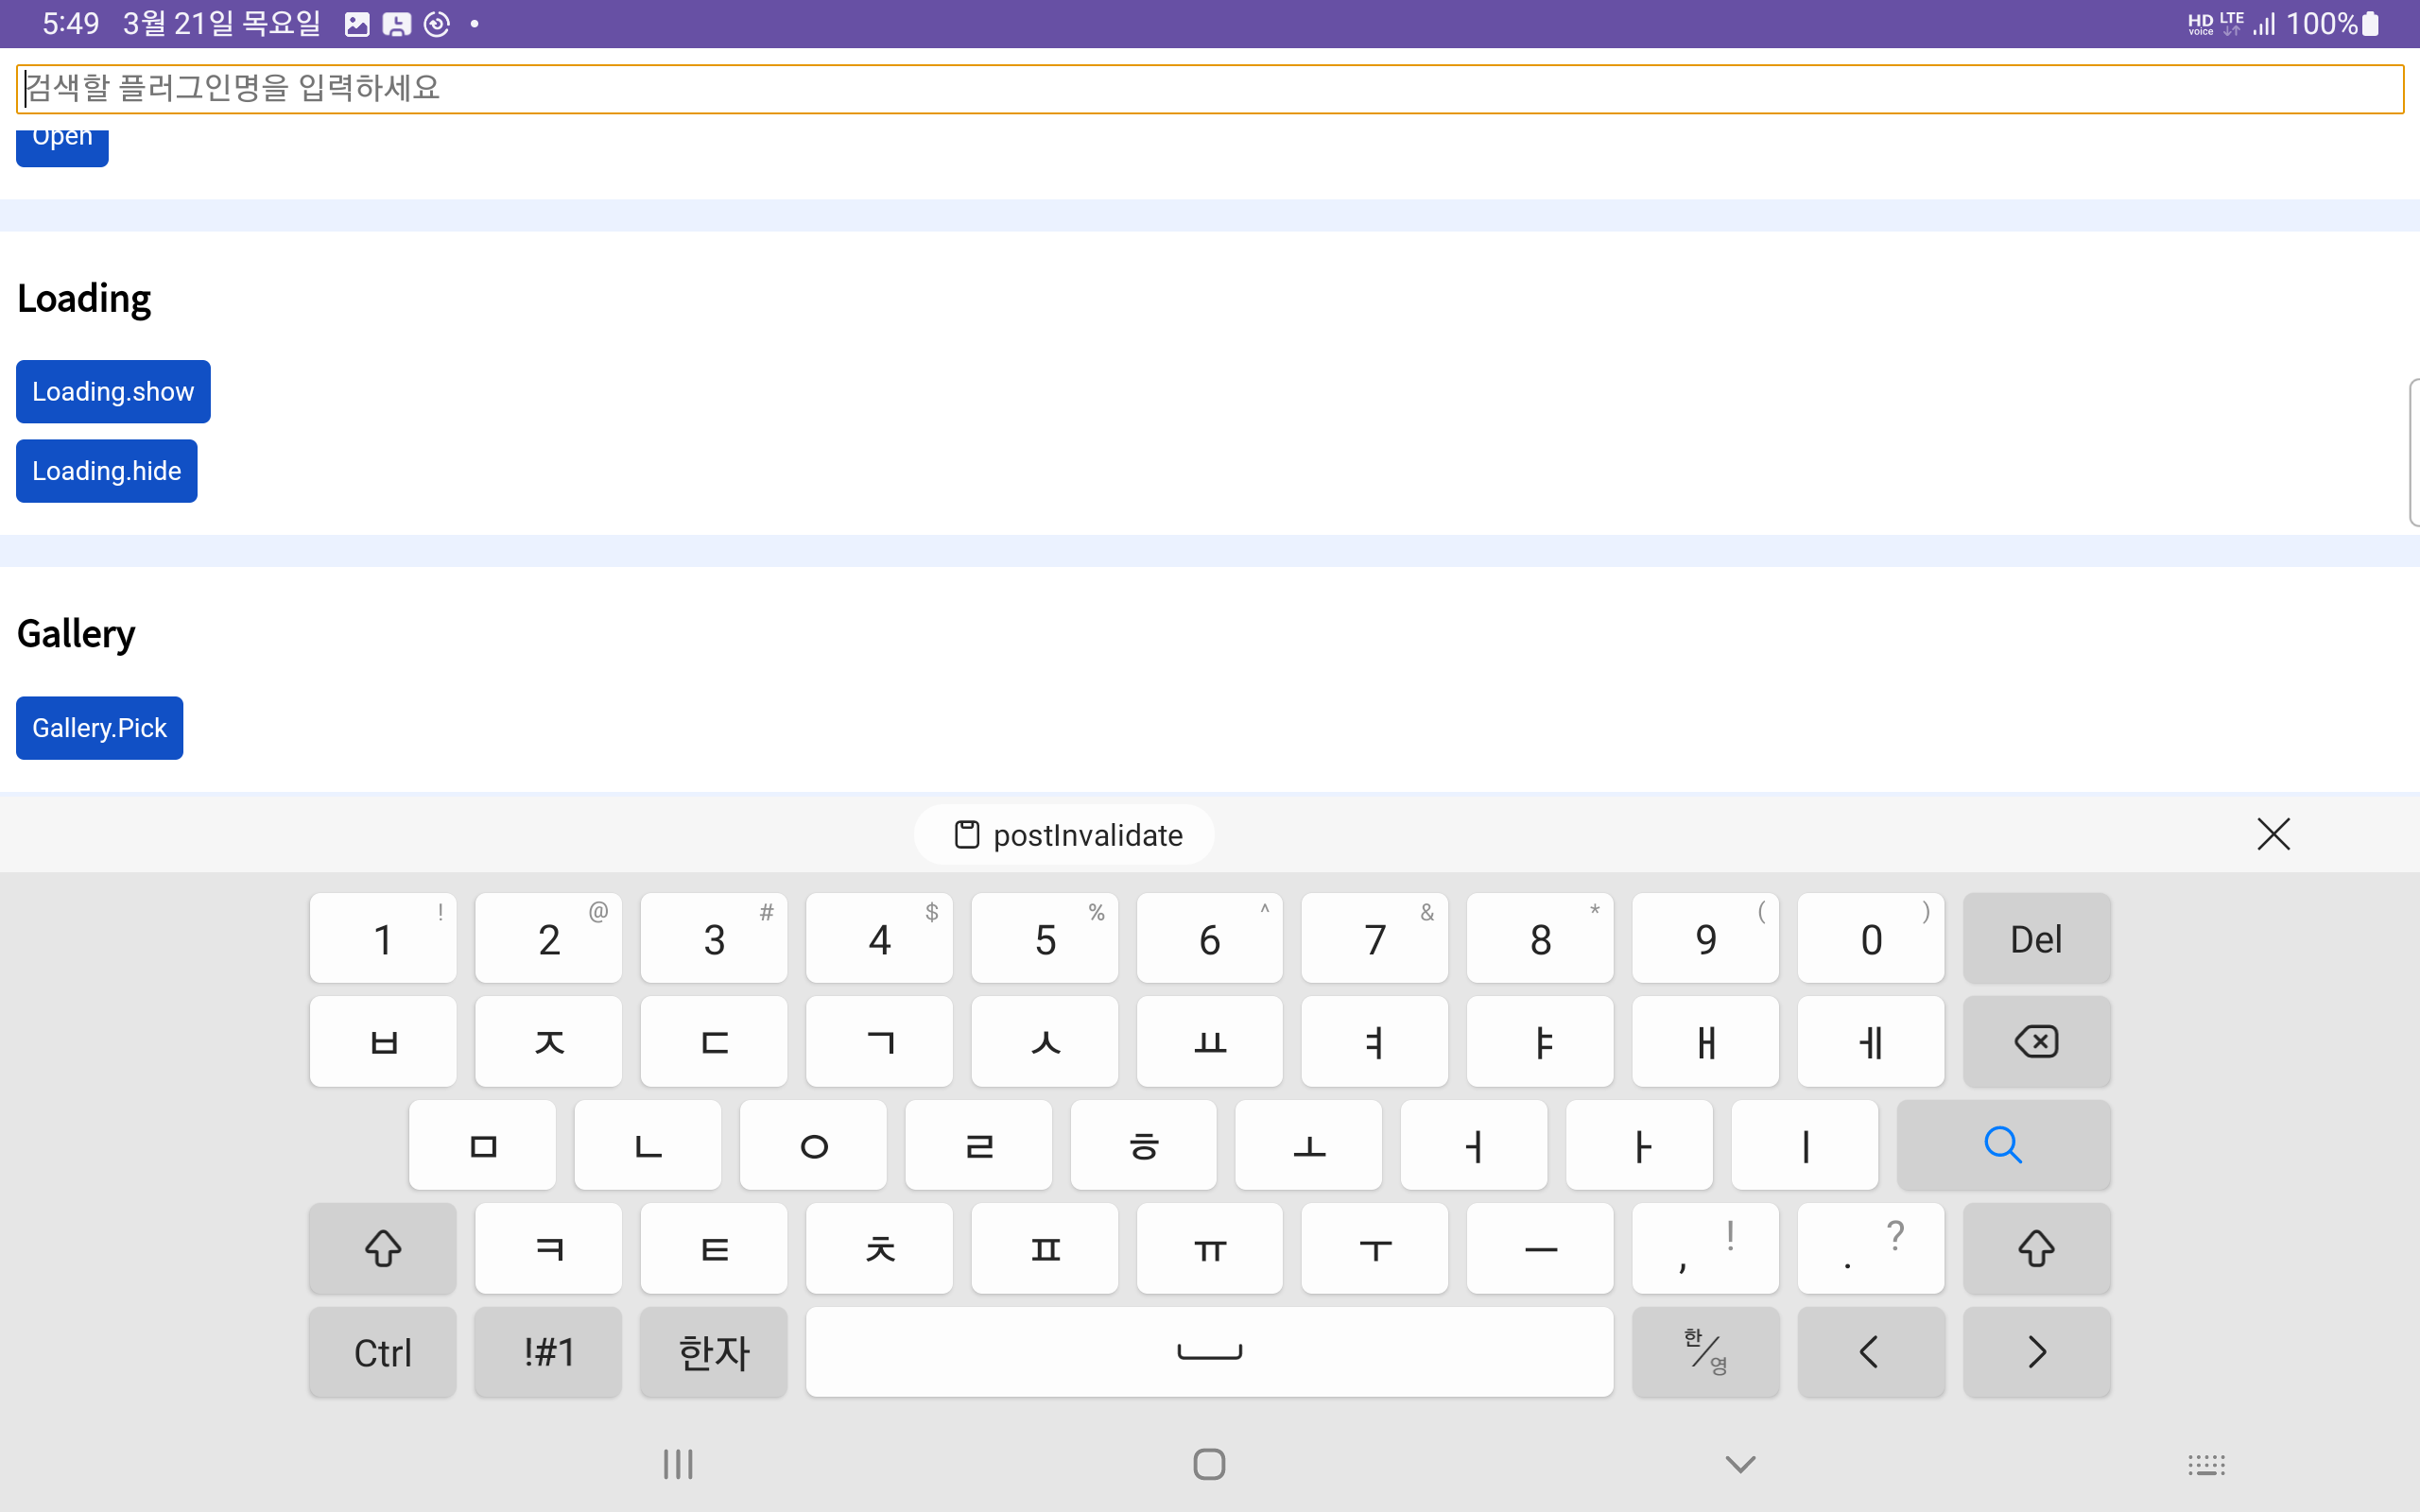 5:49 3월 21일 목요일 HD voice LTE 100%
검색할 플러그인명을 입력하세요
Open
Loading
Loading.show
Loading.hide
Gallery
Gallery.Pick
postInvalidate
1 ! 2 @ 3 # 4 $ 5 % 6 ^ 7 & 8 * 9 ( 0 ) Del
ㅂ ㅈ ㄷ ㄱ ㅅ ㅛ ㅕ ㅑ ㅐ ㅔ
ㅁ ㄴ ㅇ ㄹ ㅎ ㅗ ㅓ ㅏ ㅣ
ㅋ ㅌ ㅊ ㅍ ㅠ ㅜ ㅡ , ! . ?
Ctrl !#1 한자 한/영 < >